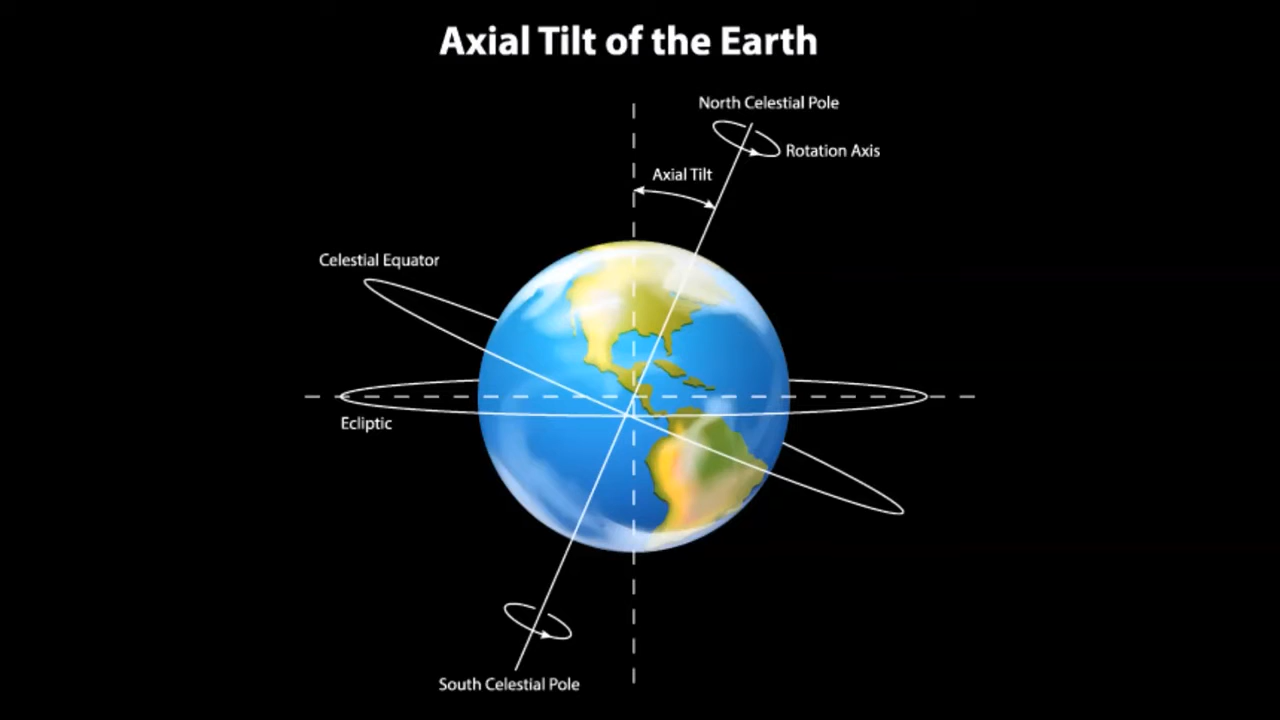 Axial Tilt of the Earth
North Celestial Pole
Rotation Axis
Axial Tilt
Celestial Equator
Ecliptic
South Celestial Pole